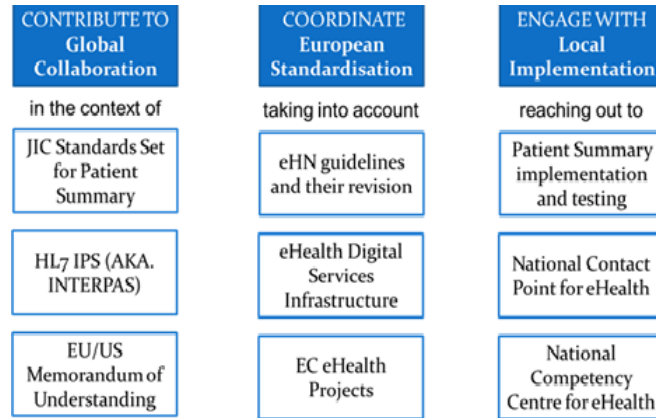 CONTRIBUTE TO
Global
Collaboration
in the context of
JIC Standards Set
for Patient
Summary
HL7 IPS (AKA.
INTERPAS)
EU/US
Memorandum of
Understanding
COORDINATE
European
Standardisation
taking into account
eHN guidelines
and their revision
eHealth Digital
Services
Infrastructure
EC eHealth
Projects
ENGAGE WITH
Local
Implementation
reaching out to
Patient Summary
implementation
and testing
National Contact
Point for eHealth
National
Competency
Centre for eHealth